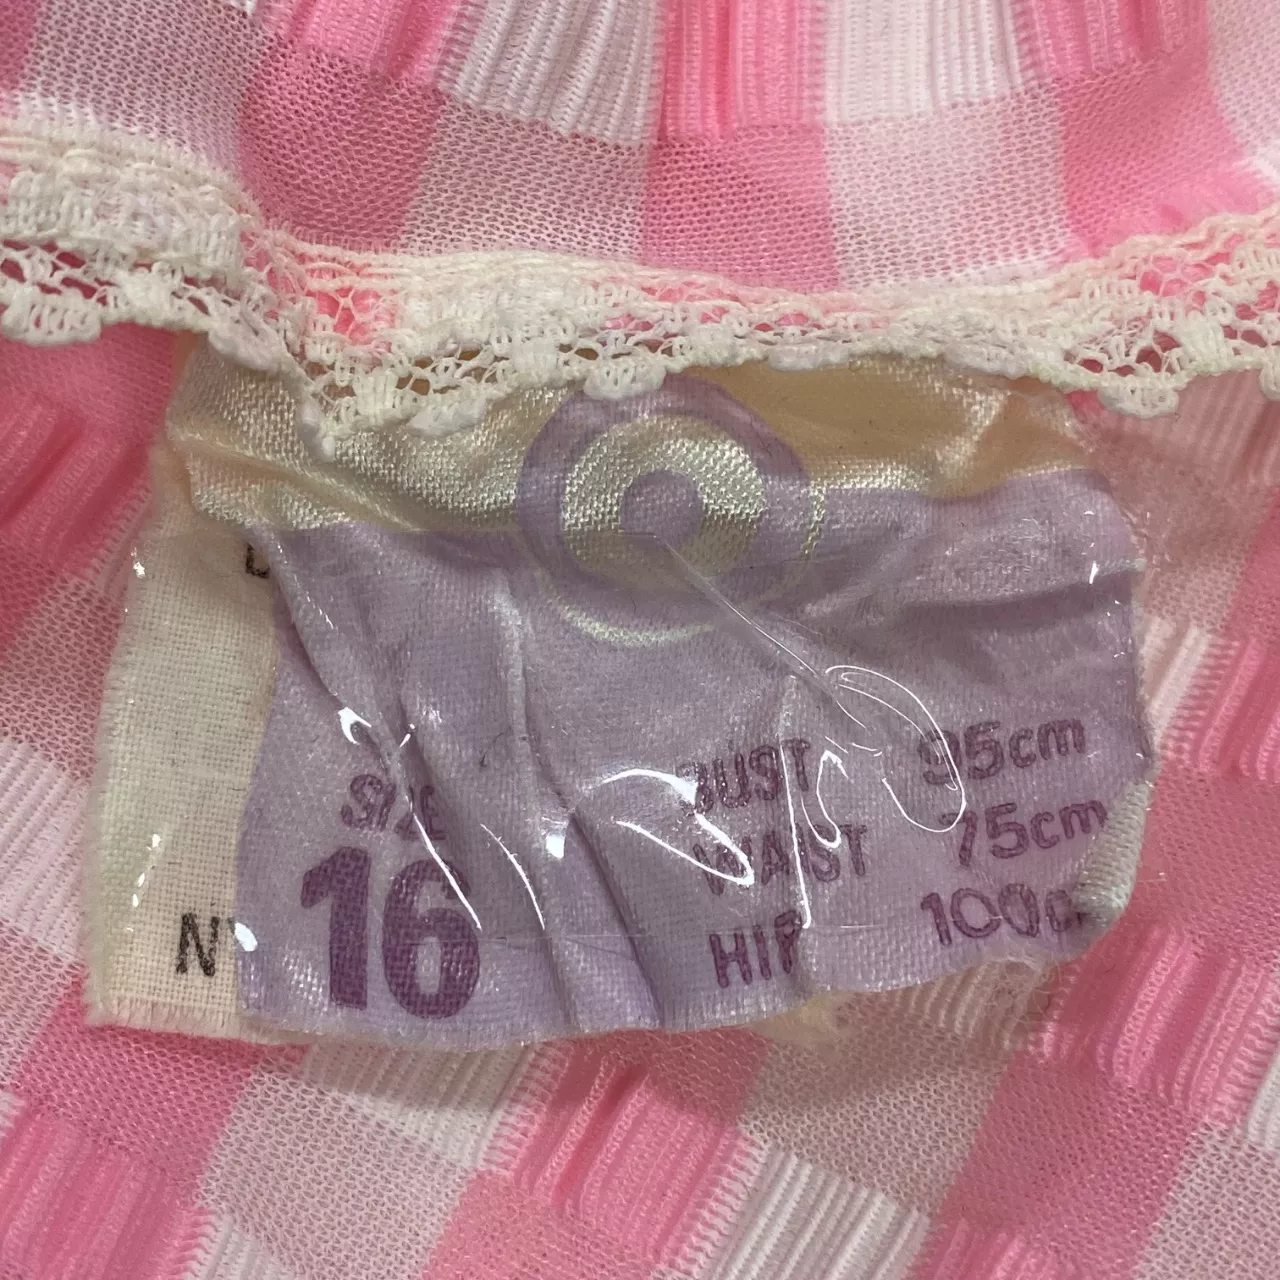 SIZE
16
BUST 95cm
WAIST 75cm
HIP 100c
N